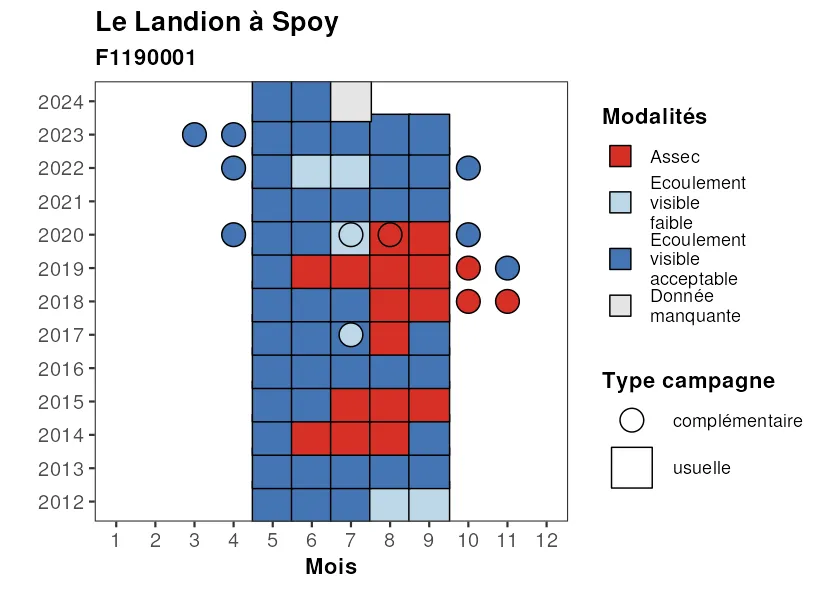 Le Landion à Spoy
F1190001
2024
2023
2022
2021
2020
2019
2018
2017
2016
2015
2014
2013
2012
1 2 3 4 5 6 7 8 9 10 11 12
Mois
Modalités
Assec
Ecoulement
visible
faible
Ecoulement
visible
acceptable
Donnée
manquante
Type campagne
complémentaire
usuelle